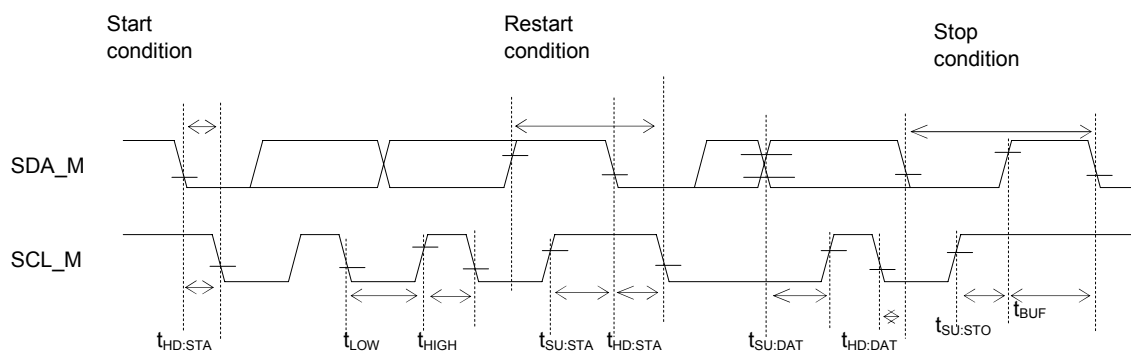 Start
condition
Restart
condition
Stop
condition
SDA_M
SCL_M
tHD:STA
tLOW
tHIGH
tSU:STA
tHD:STA
tSU:DAT
tHD:DAT
tSU:STO
tBUF